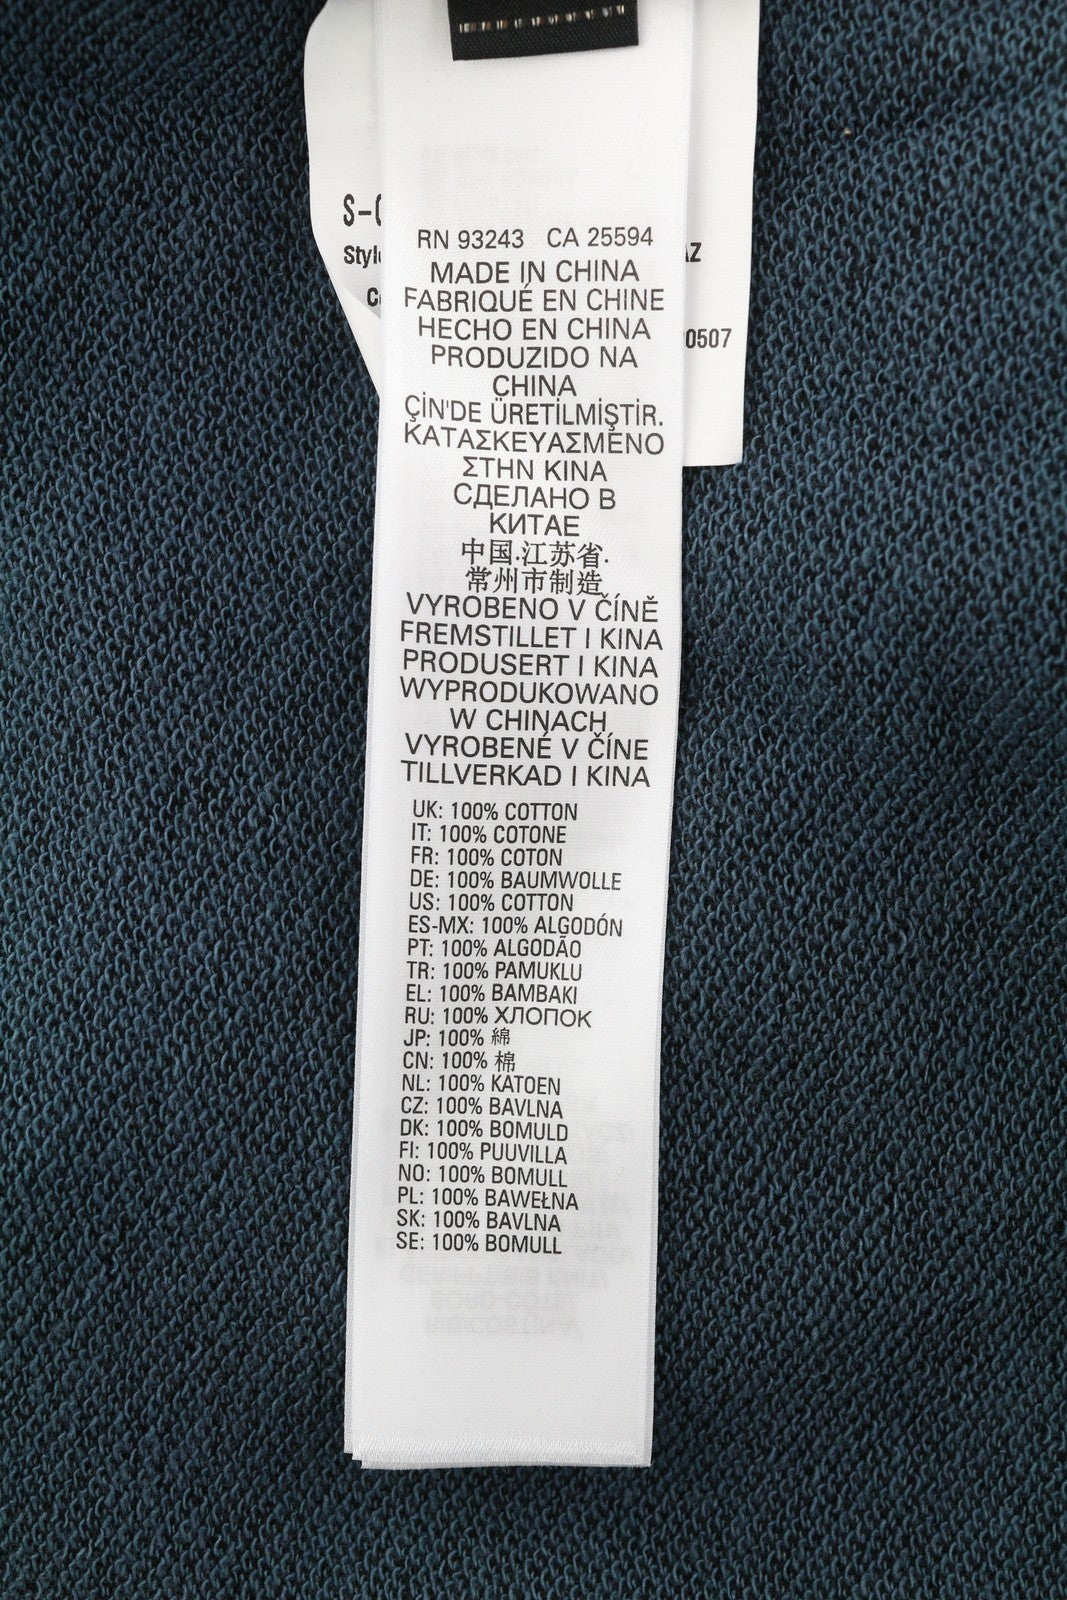 S-
RN 93243 CA 25594
MADE IN CHINA
FABRIQUÉ EN CHINE
HECHO EN CHINA
PRODUZIDO NA
CHINA
ÇİN'DE ÜRETİLMİŞTİR.
ΚΑΤΑΣΚΕΥΑΣΜΕΝΟ
ΣΤΗΝ ΚΙΝΑ
СДЕЛАНО В
КИТАЕ
中国.江苏省.
常州市制造
VYROBENO V ČÍNĚ
FREMSTILLET I KINA
PRODUSERT I KINA
WYPRODUKOWANO
W CHINACH
VYROBENÉ V ČÍNE
TILLVERKAD I KINA
UK: 100% COTTON
IT: 100% COTONE
FR: 100% COTON
DE: 100% BAUMWOLLE
US: 100% COTTON
ES-MX: 100% ALGODÓN
PT: 100% ALGODÃO
TR: 100% PAMUKLU
EL: 100% ΒΑΜΒΑΚΙ
RU: 100% ХЛОПОК
JP: 100% 綿
CN: 100% 棉
NL: 100% KATOEN
CZ: 100% BAVLNA
DK: 100% BOMULD
FI: 100% PUUVILLA
NO: 100% BOMULL
PL: 100% BAWEŁNA
SK: 100% BAVLNA
SE: 100% BOMULL
0507